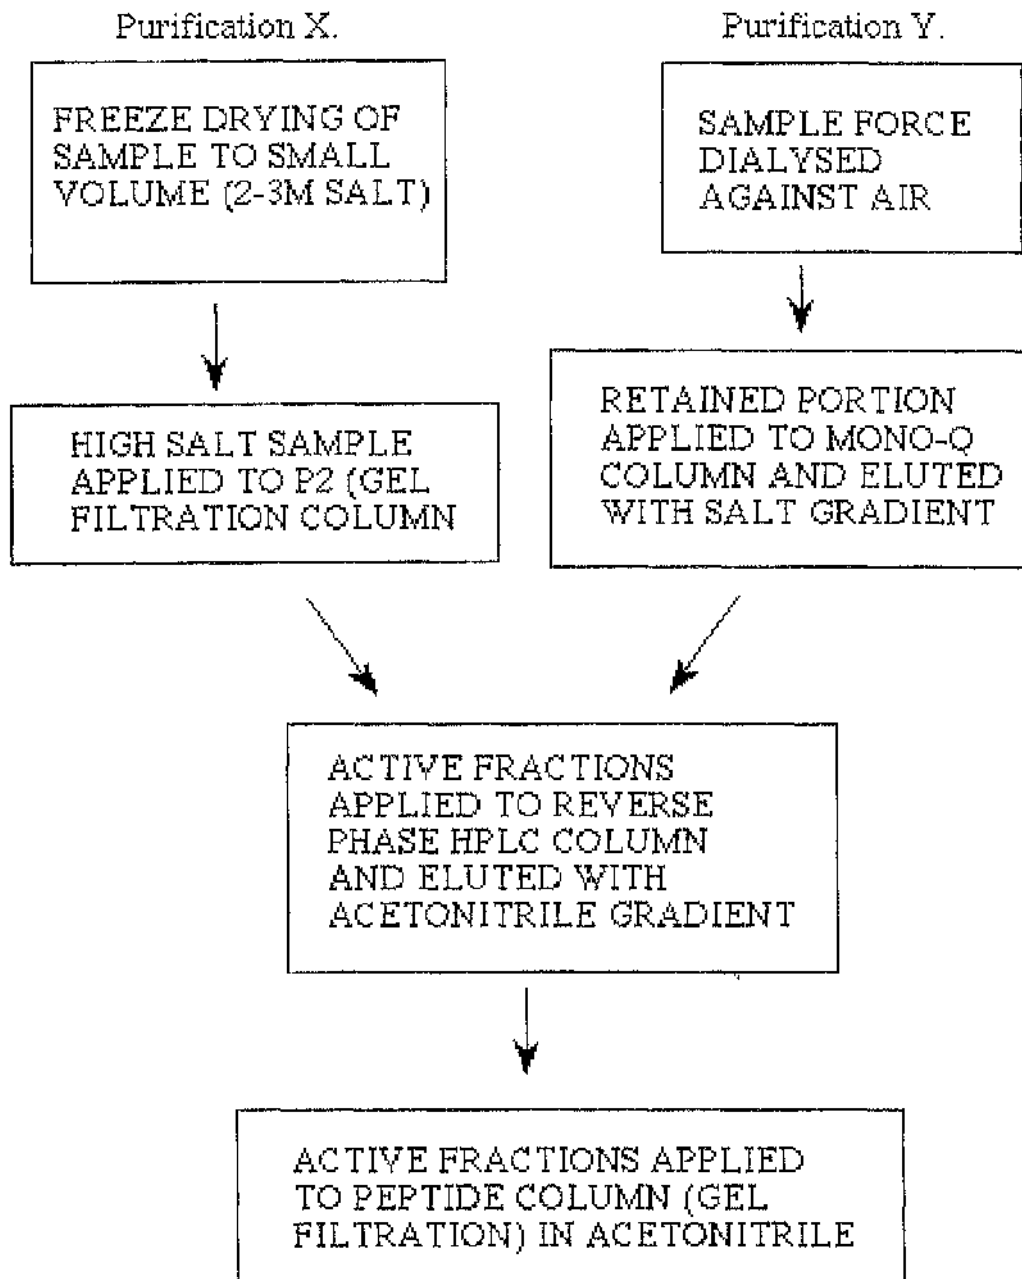 Purification X.
Purification Y.
FREEZE DRYING OF
SAMPLE TO SMALL
VOLUME (2-3M SALT)
SAMPLE FORCE
DIALYSED
AGAINST AIR
HIGH SALT SAMPLE
APPLIED TO P2 (GEL
FILTRATION COLUMN
RETAINED PORTION
APPLIED TO MONO-Q
COLUMN AND ELUTED
WITH SALT GRADIENT
ACTIVE FRACTIONS
APPLIED TO REVERSE
PHASE HPLC COLUMN
AND ELUTED WITH
ACETONITRILE GRADIENT
ACTIVE FRACTIONS APPLIED
TO PEPTIDE COLUMN (GEL
FILTRATION) IN ACETONITRILE